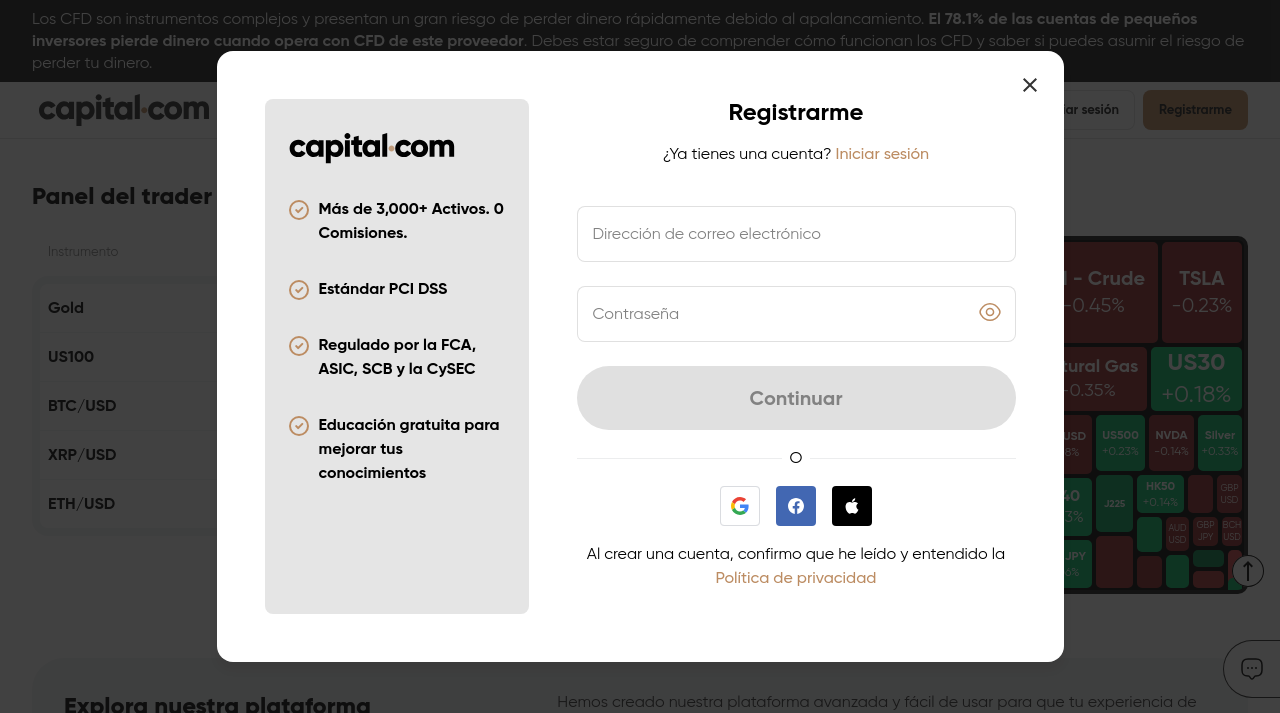 Los CFD son instrumentos complejos y presentan un gran riesgo de perder dinero rápidamente debido al apalancamiento. El 78.1% de las cuentas de pequeños
inversores pierde dinero cuando opera con CFD de este proveedor. Debes estar seguro de comprender cómo funcionan los CFD y saber si puedes asumir el riesgo de
perder tu dinero.
capital.com
sesión
Registrarme
Panel del trader
Instrumento
Gold
US100
BTC/USD
XRP/USD
ETH/USD
capital.com
Más de 3,000+ Activos. 0
Comisiones.
Estándar PCI DSS
Regulado por la FCA,
ASIC, SCB y la CySEC
Educación gratuita para
mejorar tus
conocimientos
Registrarme
¿Ya tienes una cuenta? Iniciar sesión
Dirección de correo electrónico
Contraseña
Continuar
O
Al crear una cuenta, confirmo que he leído y entendido la
Política de privacidad
- Crude
-0.45%
TSLA
-0.23%
Gas
-0.35%
US30
+0.18%
US500
+0.23%
NVDA
-0.14%
Silver
+0.33%
J225
HK50
+0.14%
GBP
USD
AUD
USD
GBP
JPY
BCH
USD
Explora nuestra plataforma
Hemos creado nuestra plataforma avanzada y fácil de usar para que tu experiencia de